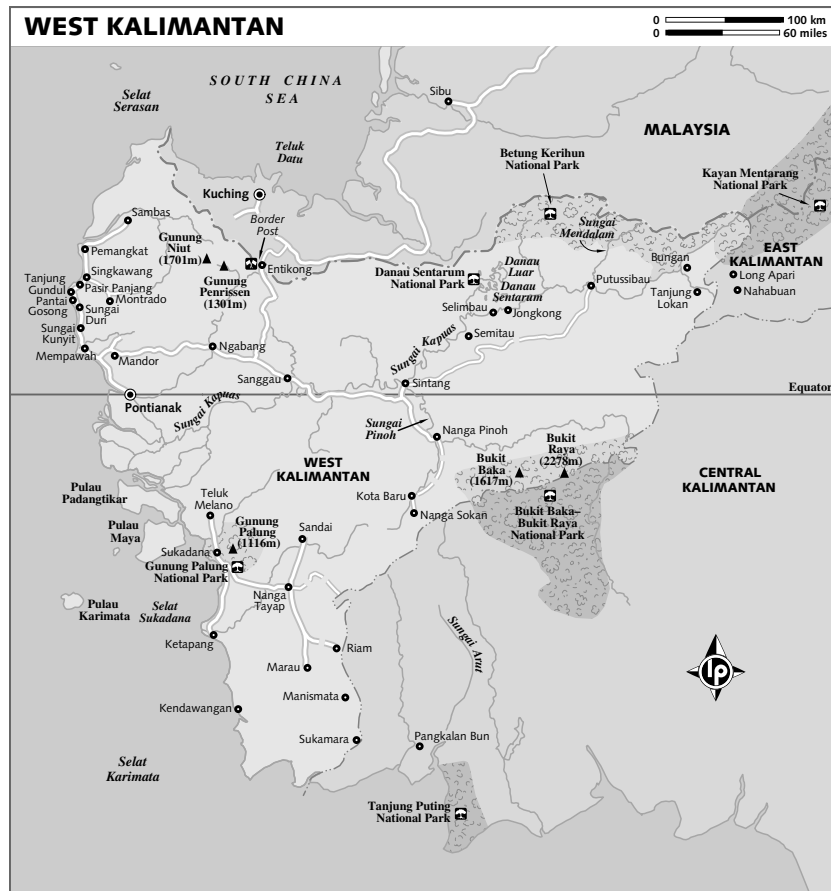 WEST KALIMANTAN
0 100 km
0 60 miles
SOUTH CHINA
SEA
Selat
Serasan
Sibu
MALAYSIA
Teluk
Datu
Betung Kerihun
National Park
Kayan Mentarang
National Park
Kuching
Border
Post
Sambas
Gunung
Niut
(1701m)
Sungai
Mendalam
Pemangkat
EAST
KALIMANTAN
Bungan
Entikong
Danau
Luar
Danau
Sentaram
Danau Sentarum
National Park
Singkawang
Tanjung
Gundul
Pasir Panjang
Gunung
Penrissen
(1301m)
Long Apari
Putussibau
Nahabuan
Pantai
Gosong
Montrado
Tanjung
Lokan
Sungai
Duri
Selimbau
Jongkong
Sungai
Kunyit
Semitau
Sungai Kapuas
Mempawah
Ngabang
Mandor
Sanggau
Sintang
Equator
Pontianak
Sungai Kapuas
Sungai
Pinoh
Nanga Pinoh
Bukit
Raya
(2278m)
Bukit
Baka
(1617m)
WEST
KALIMANTAN
CENTRAL
KALIMANTAN
Pulau
Padangtikar
Teluk
Melano
Kota Baru
Nanga Sokan
Bukit Baka–
Bukit Raya
National Park
Pulau
Maya
Gunung
Palung
(1116m)
Sandai
Sukadana
Gunung Palung
National Park
Nanga
Tayap
Pulau
Karimata
Selat
Sukadana
Ketapang
Riam
Sungai Arut
Marau
lp
Manismata
Kendawangan
Sukamara
Pangkalan Bun
Selat
Karimata
Tanjung Puting
National Park